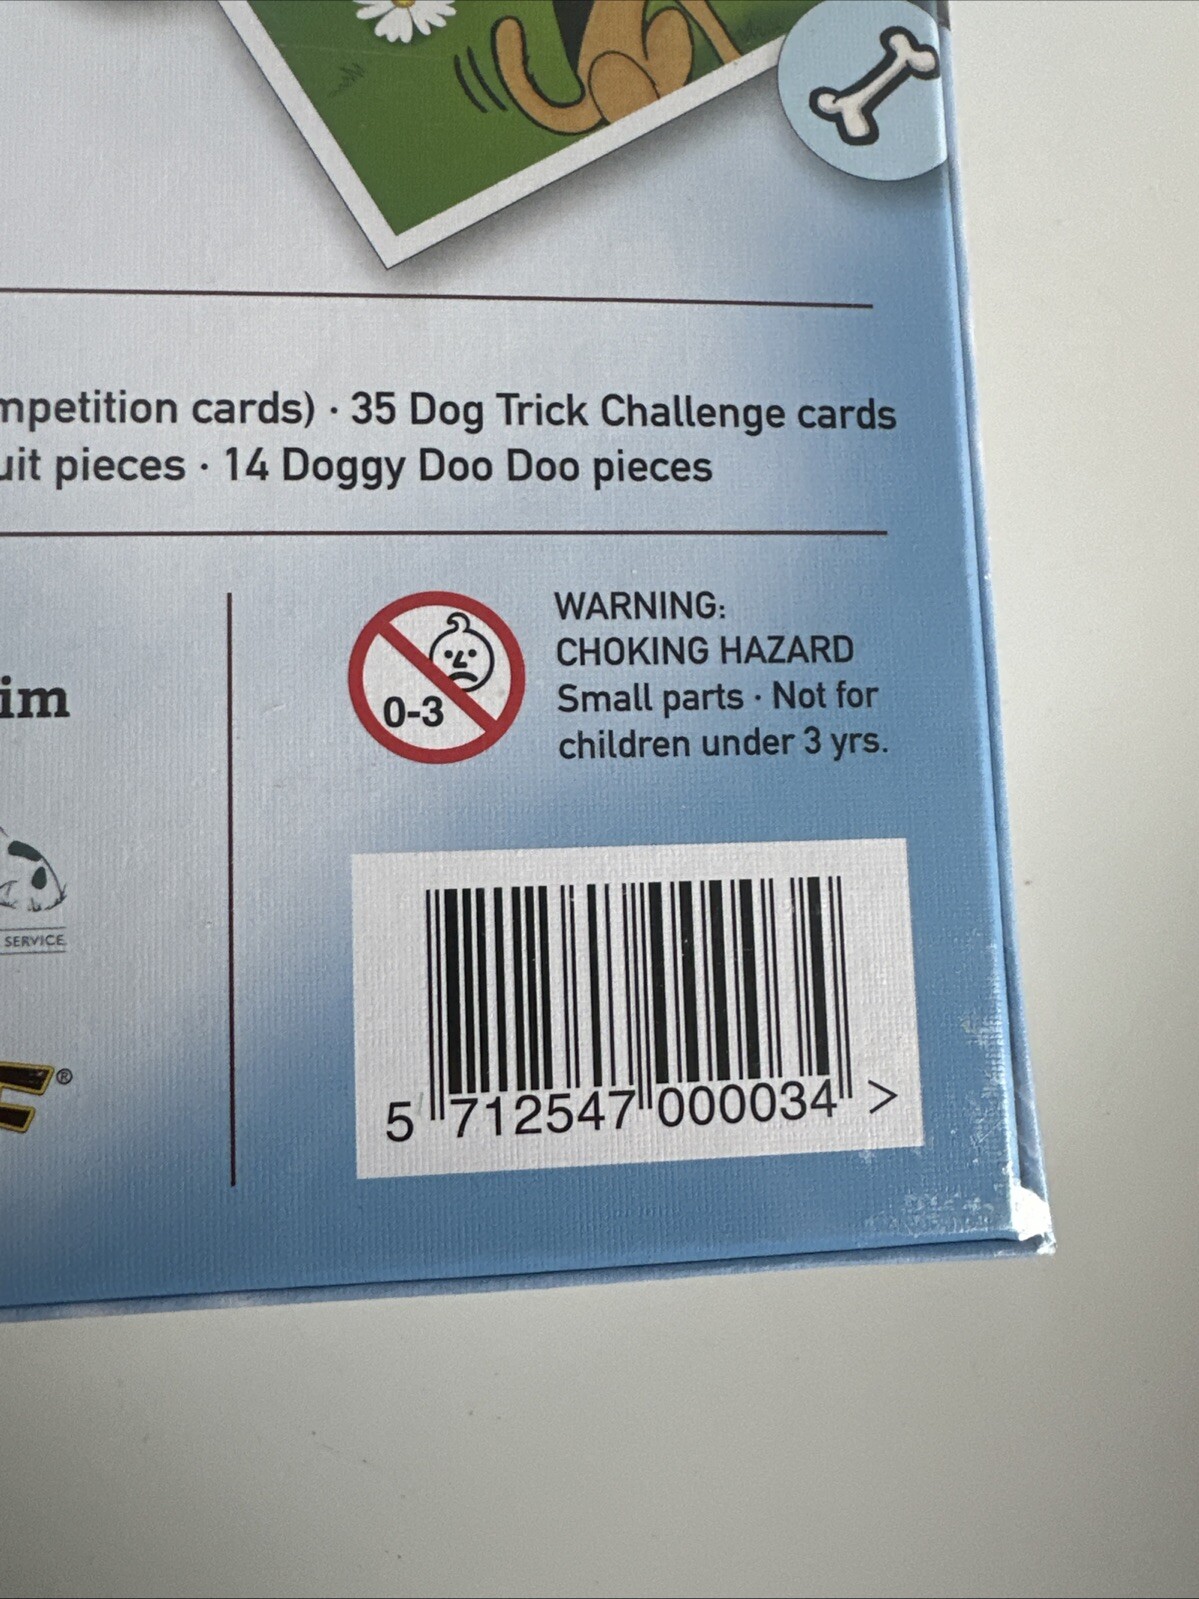 mpetition cards) · 35 Dog Trick Challenge cards
uit pieces · 14 Doggy Doo Doo pieces
im
SERVICE
®
0-3
WARNING:
CHOKING HAZARD
Small parts · Not for
children under 3 yrs.
5 712547 000034 >